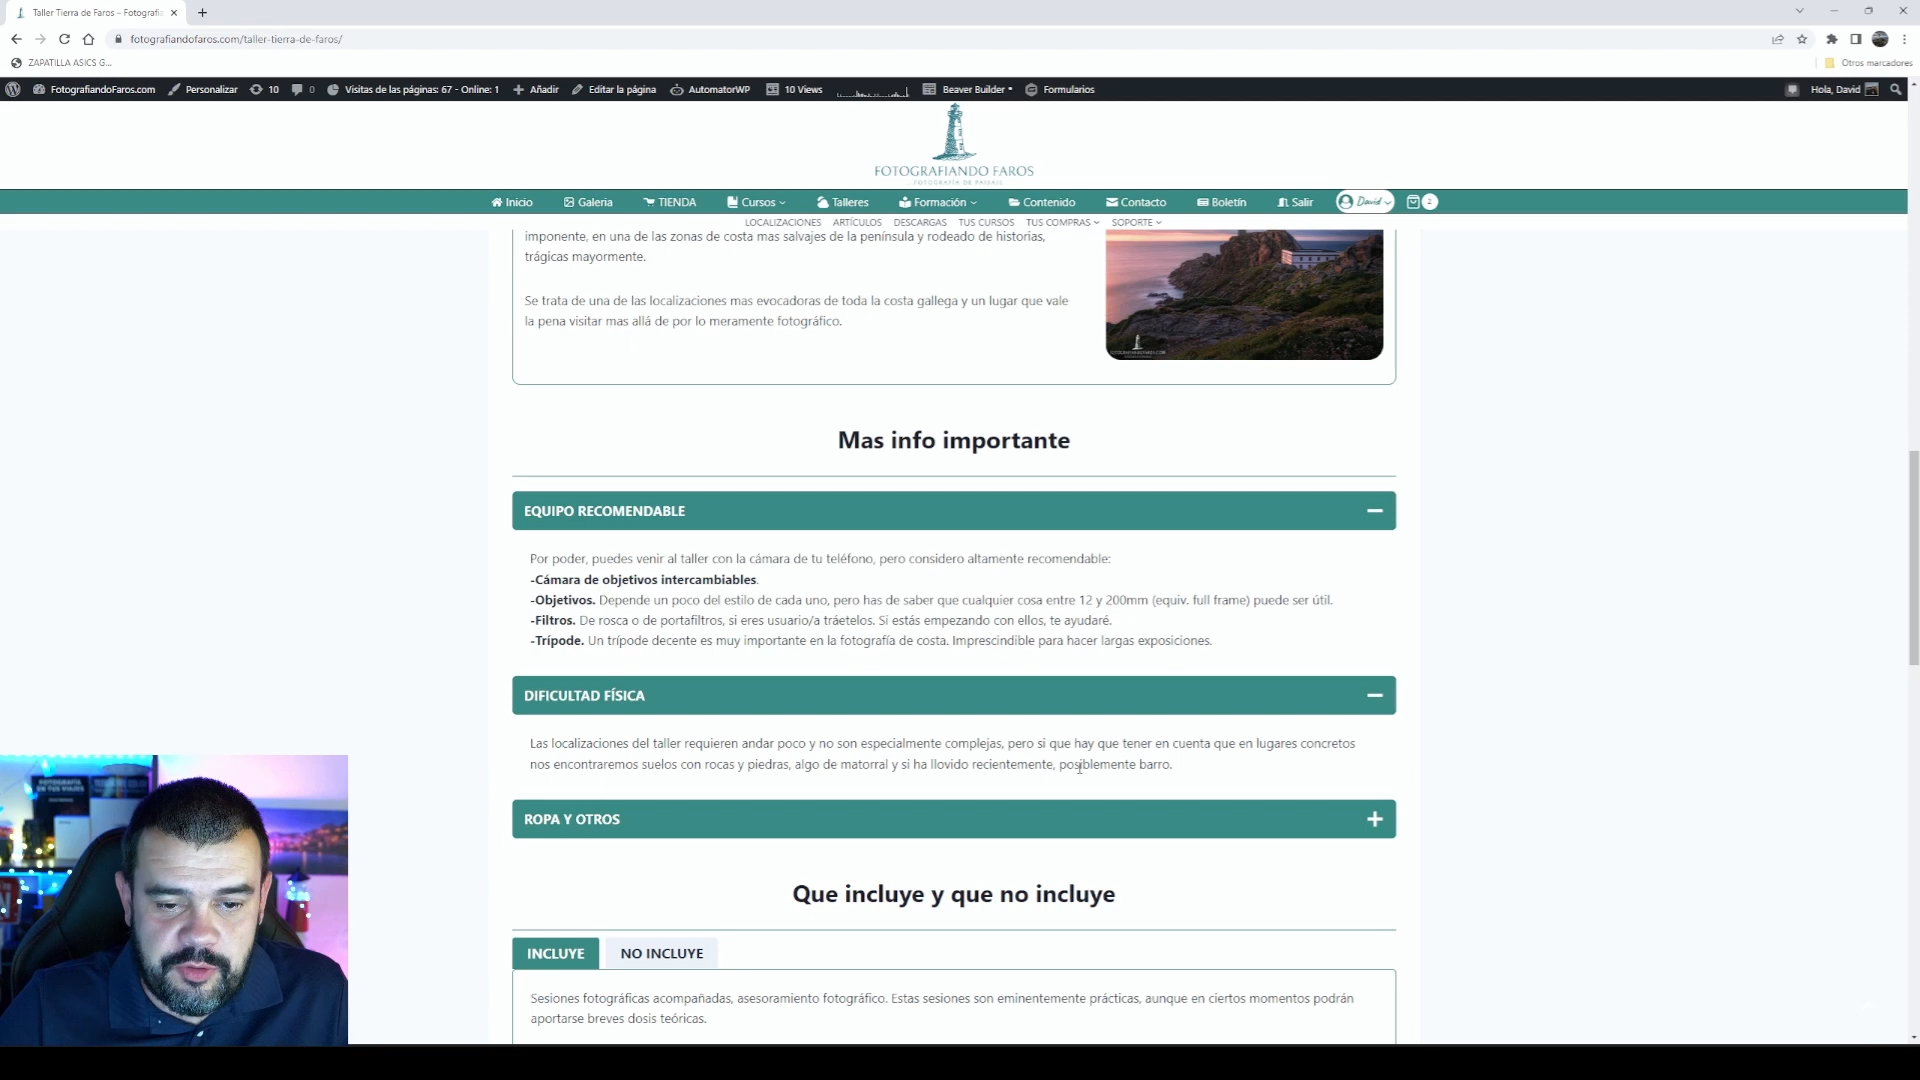 Taller Tierra de Faros – Fotografia
fotografiandofaros.com/taller-tierra-de-faros/
ZAPATILLA ASICS G...
Otros marcadores
FotografiandoFaros.com Personalizar 10 0 Visitas de las páginas: 67 - Online: 1 Añadir Editar la página AutomatorWP 10 Views Beaver Builder Formularios Hola, David
FOTOGRAFIANDO FAROS
FOTOGRAFÍA DE PAISAJE
Inicio Galeria TIENDA Cursos Talleres Formación Contenido Contacto Boletín Salir David 2
LOCALIZACIONES ARTÍCULOS DESCARGAS TUS CURSOS TUS COMPRAS SOPORTE
imponente, en una de las zonas de costa mas salvajes de la península y rodeado de historias,
trágicas mayormente.
Se trata de una de las localizaciones mas evocadoras de toda la costa gallega y un lugar que vale
la pena visitar mas allá de por lo meramente fotográfico.
Mas info importante
EQUIPO RECOMENDABLE
Por poder, puedes venir al taller con la cámara de tu teléfono, pero considero altamente recomendable:
-Cámara de objetivos intercambiables.
-Objetivos. Depende un poco del estilo de cada uno, pero has de saber que cualquier cosa entre 12 y 200mm (equiv. full frame) puede ser útil.
-Filtros. De rosca o de portafiltros, si eres usuario/a tráetelos. Si estás empezando con ellos, te ayudaré.
-Trípode. Un trípode decente es muy importante en la fotografía de costa. Imprescindible para hacer largas exposiciones.
DIFICULTAD FÍSICA
Las localizaciones del taller requieren andar poco y no son especialmente complejas, pero si que hay que tener en cuenta que en lugares concretos
nos encontraremos suelos con rocas y piedras, algo de matorral y si ha llovido recientemente, posiblemente barro.
ROPA Y OTROS
Que incluye y que no incluye
INCLUYE NO INCLUYE
Sesiones fotográficas acompañadas, asesoramiento fotográfico. Estas sesiones son eminentemente prácticas, aunque en ciertos momentos podrán
aportarse breves dosis teóricas.